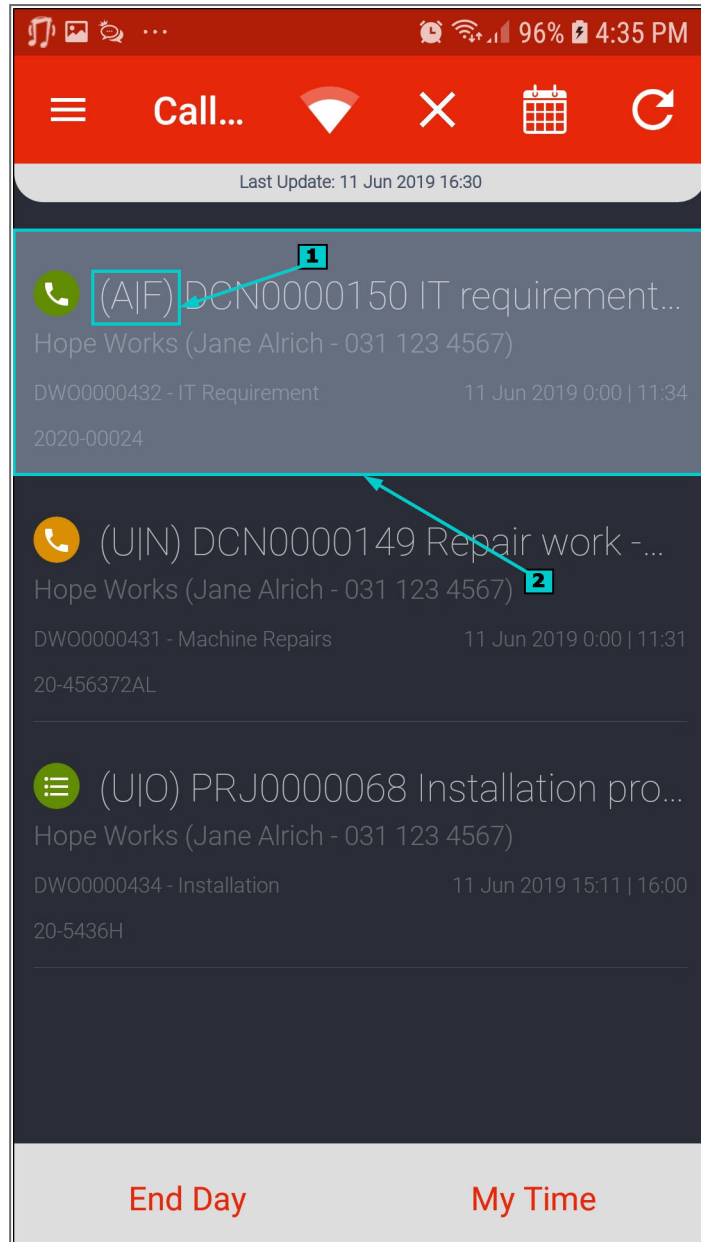 96% 4:35 PM
Call...
Last Update: 11 Jun 2019 16:30
1
(A|F) DCN0000150 IT requirement...
Hope Works (Jane Alrich - 031 123 4567)
DWO0000432 - IT Requirement 11 Jun 2019 0:00 | 11:34
2020-00024
(U|N) DCN0000149 Repair work -...
Hope Works (Jane Alrich - 031 123 4567)
2
DWO0000431 - Machine Repairs 11 Jun 2019 0:00 | 11:31
20-456372AL
(U|O) PRJ0000068 Installation pro...
Hope Works (Jane Alrich - 031 123 4567)
DWO0000434 - Installation 11 Jun 2019 15:11 | 16:00
20-5436H
End Day My Time